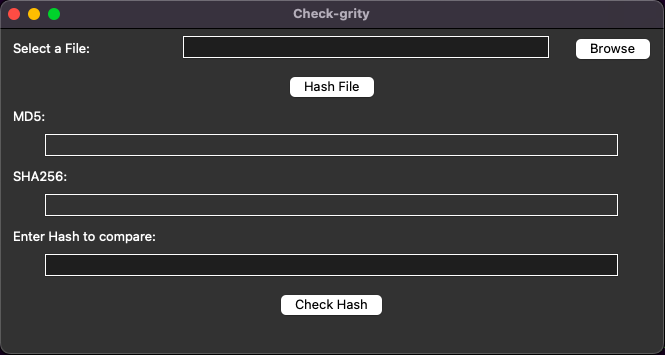 Check-grity
Select a File: Browse
Hash File
MD5:
SHA256:
Enter Hash to compare:
Check Hash